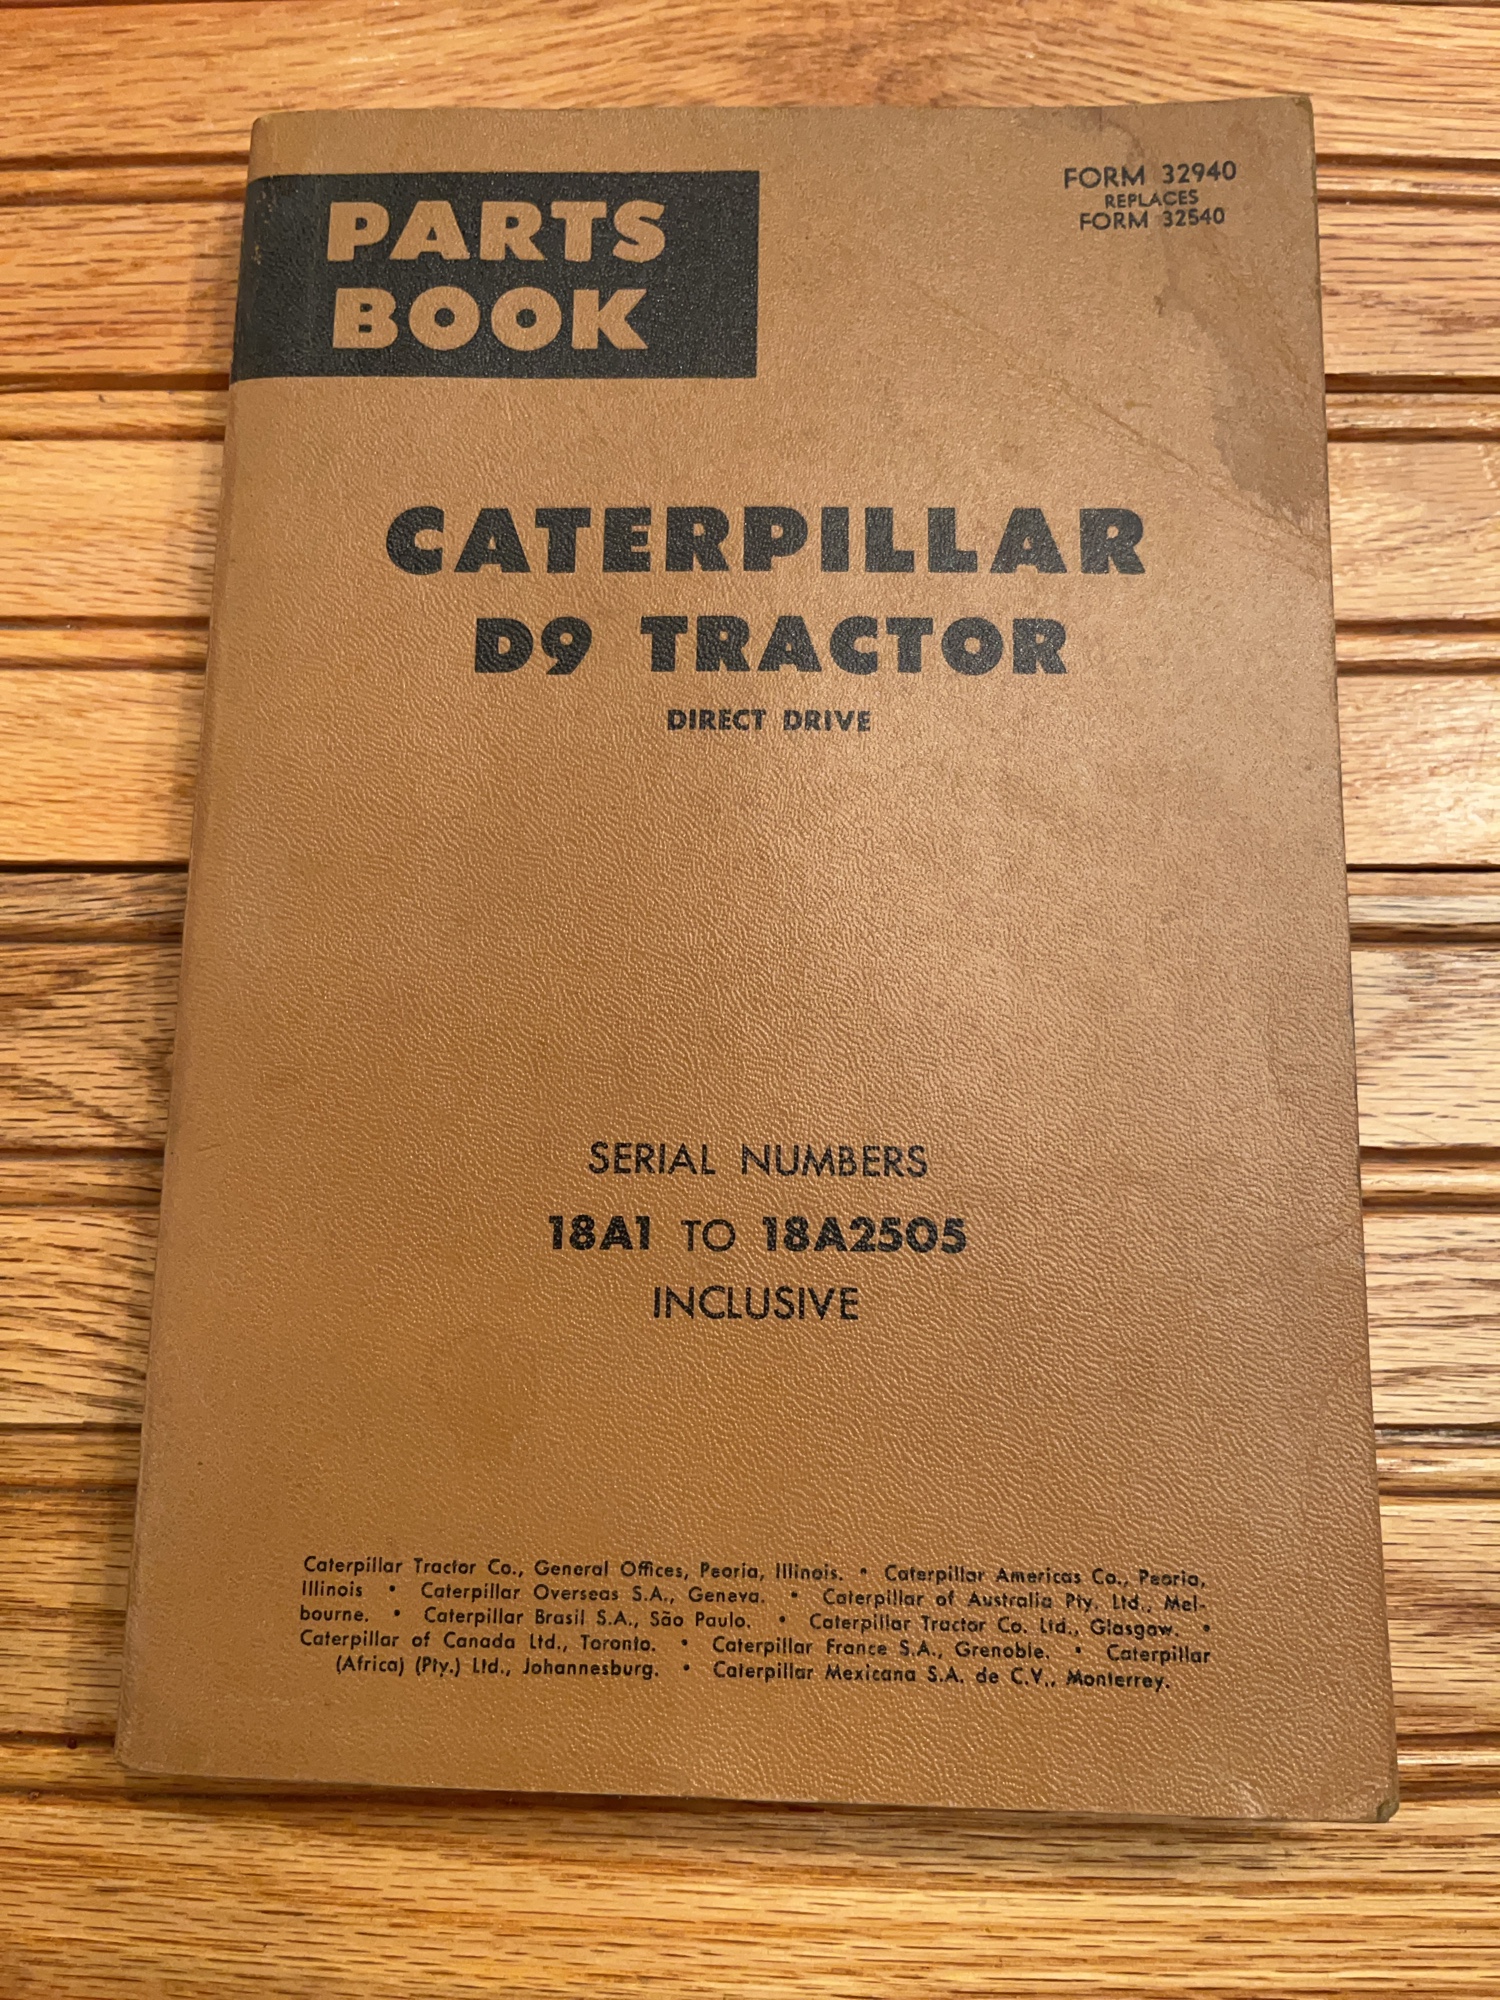 PARTS
BOOK
FORM 32940
REPLACES
FORM 32540
CATERPILLAR
D9 TRACTOR
DIRECT DRIVE
SERIAL NUMBERS
18A1 TO 18A2505
INCLUSIVE
Caterpillar Tractor Co., General Offices, Peoria, Illinois. • Caterpillar Americas Co., Peoria,
Illinois • Caterpillar Overseas S.A., Geneva. • Caterpillar of Australia Pty. Ltd., Mel-
bourne. • Caterpillar Brasil S.A., São Paulo. • Caterpillar Tractor Co. Ltd., Glasgow. •
Caterpillar of Canada Ltd., Toronto. • Caterpillar France S.A., Grenoble. • Caterpillar
(Africa) (Pty.) Ltd., Johannesburg. • Caterpillar Mexicana S.A. de C.V., Monterrey.